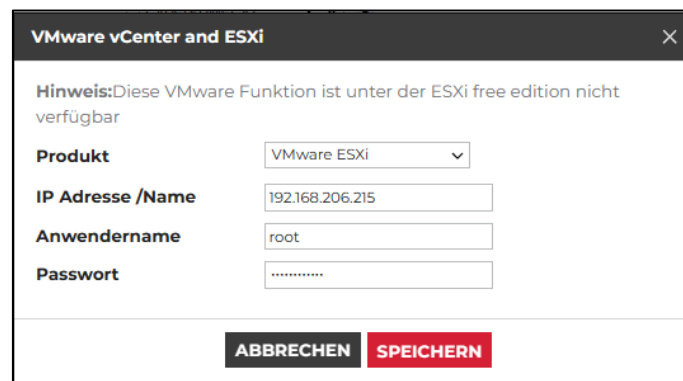 VMware vCenter and ESXi
Hinweis:Diese VMware Funktion ist unter der ESXi free edition nicht
verfügbar
Produkt VMware ESXi
IP Adresse /Name 192.168.206.215
Anwendername root
Passwort ············
ABBRECHEN SPEICHERN